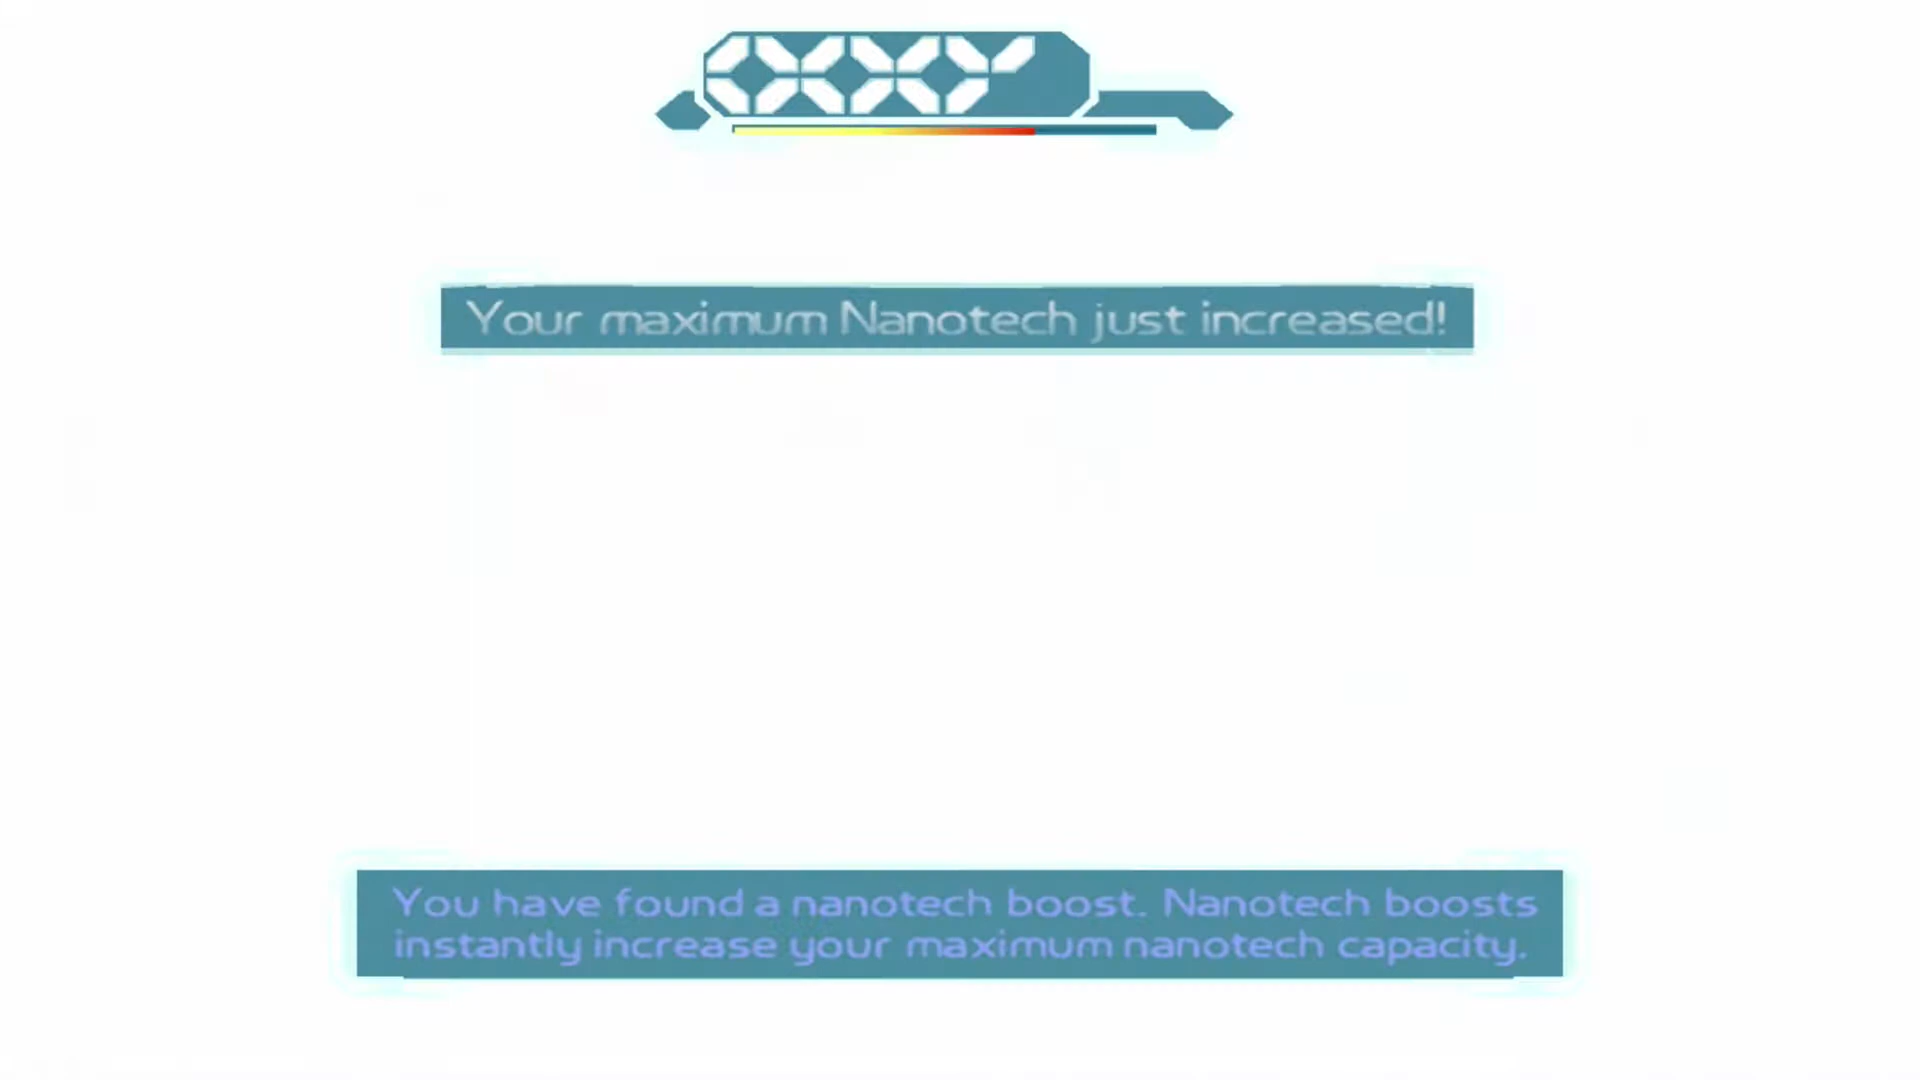 Your maximum Nanotech just increased!
You have found a nanotech boost. Nanotech boosts
instantly increase your maximum nanotech capacity.